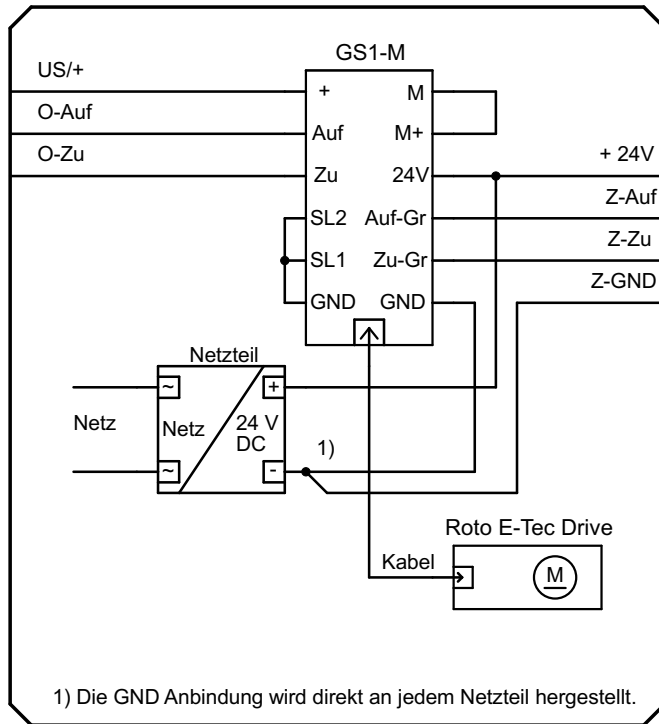 GS1-M
US/+
+
M
O-Auf
Auf
M+
O-Zu
Zu
24V
+ 24V
SL2
Auf-Gr
Z-Auf
SL1
Zu-Gr
Z-Zu
GND
GND
Z-GND
Netzteil
~
+
Netz
Netz
24 V
DC
1)
~
-
Roto E-Tec Drive
Kabel
M
1) Die GND Anbindung wird direkt an jedem Netzteil hergestellt.